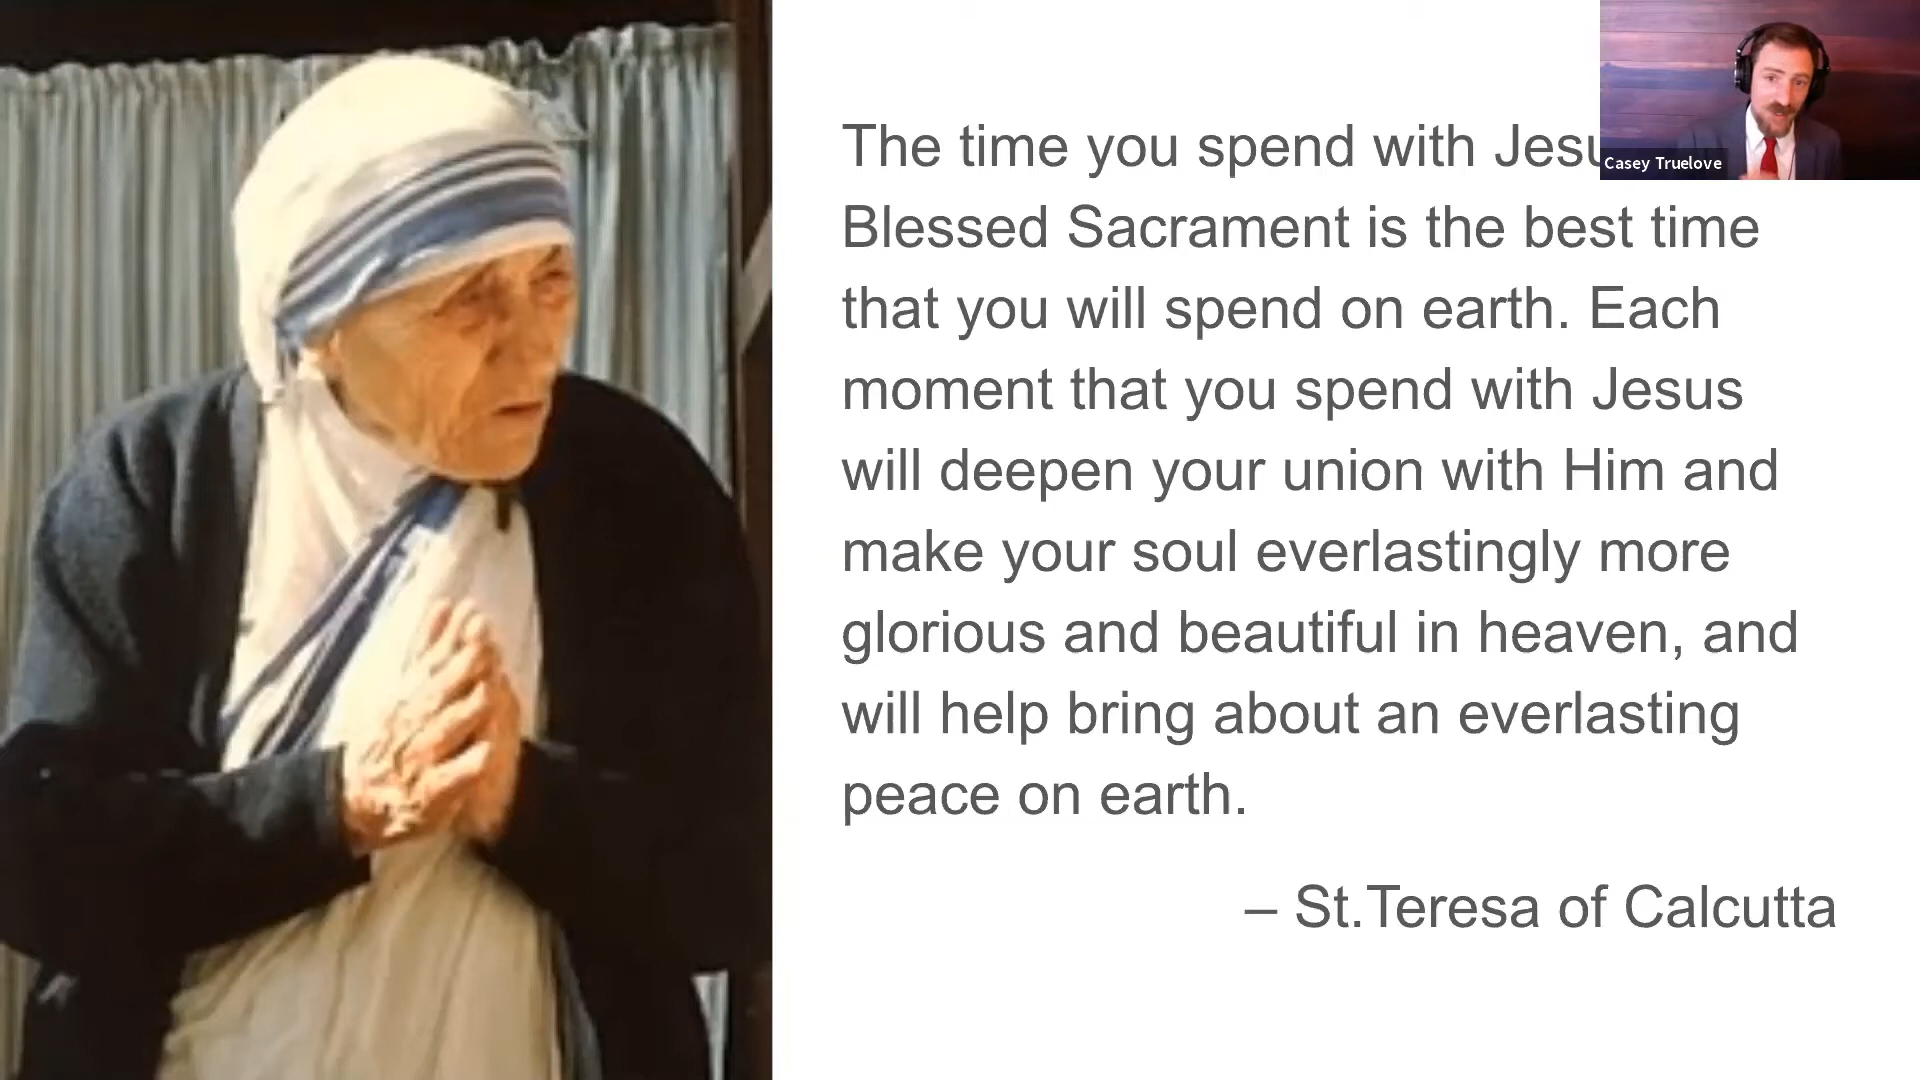 The time you spend with
Blessed Sacrament is the best time
that you will spend on earth. Each
moment that you spend with Jesus
will deepen your union with Him and
make your soul everlastingly more
glorious and beautiful in heaven, and
will help bring about an everlasting
peace on earth.
– St.Teresa of Calcutta
Casey Truelove